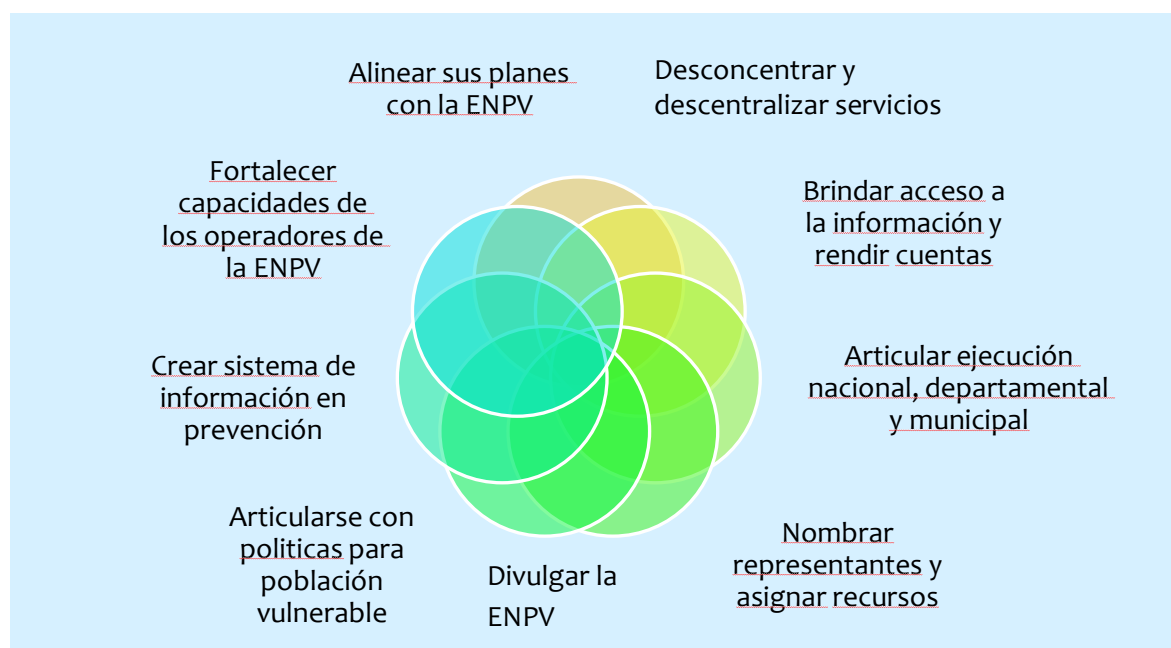 Alinear sus planes
con la ENPV
Desconcentrar y
descentralizar servicios
Brindar acceso a
la información y
rendir cuentas
Articular ejecución
nacional, departamental
y municipal
Nombrar
representantes y
asignar recursos
Divulgar la
ENPV
Articularse con
politicas para
población
vulnerable
Crear sistema de
información en
prevención
Fortalecer
capacidades de
los operadores de
la ENPV